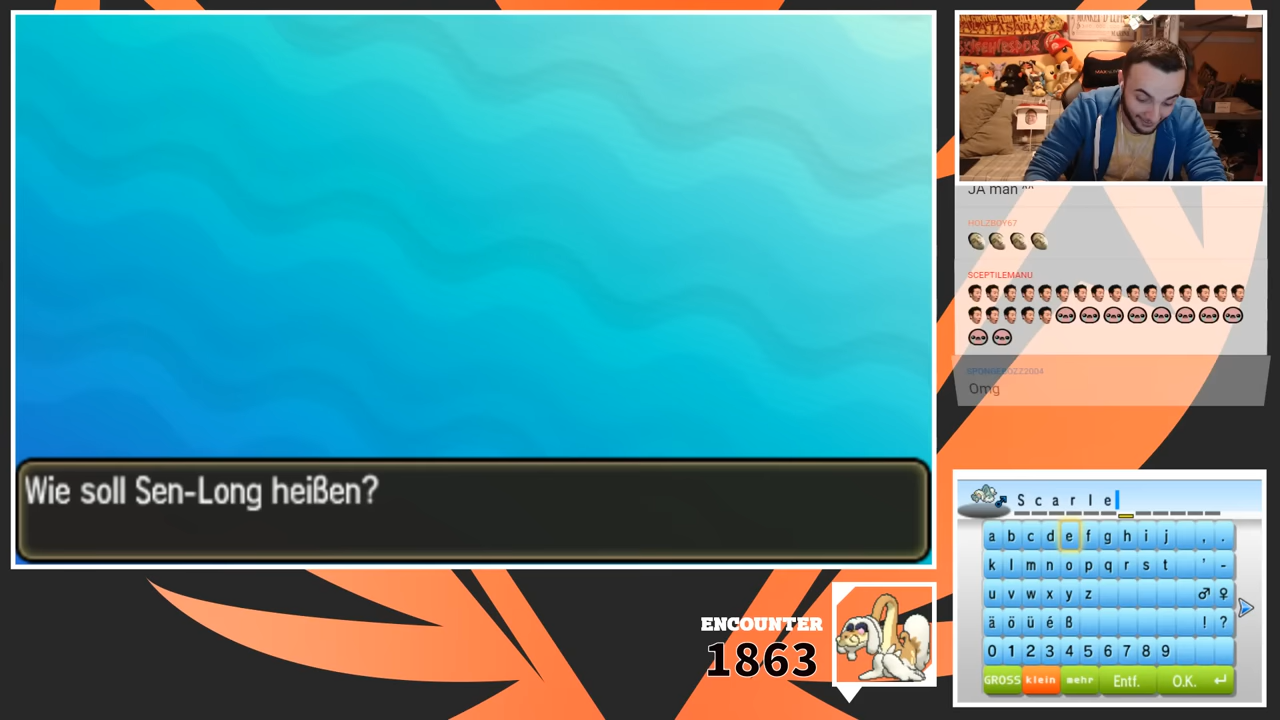 Wie soll Sen-Long heißen?
JA man ^^
HOLZBOY67
SCEPTILEMANU
Omg
Scarle
a b c d e f g h i j , .
k l m n o p q r s t ' -
u v w x y z ♂ ♀
ä ö ü é ß ! ?
0 1 2 3 4 5 6 7 8 9
GROSS klein mehr Entf. O.K.
ENCOUNTER
1863